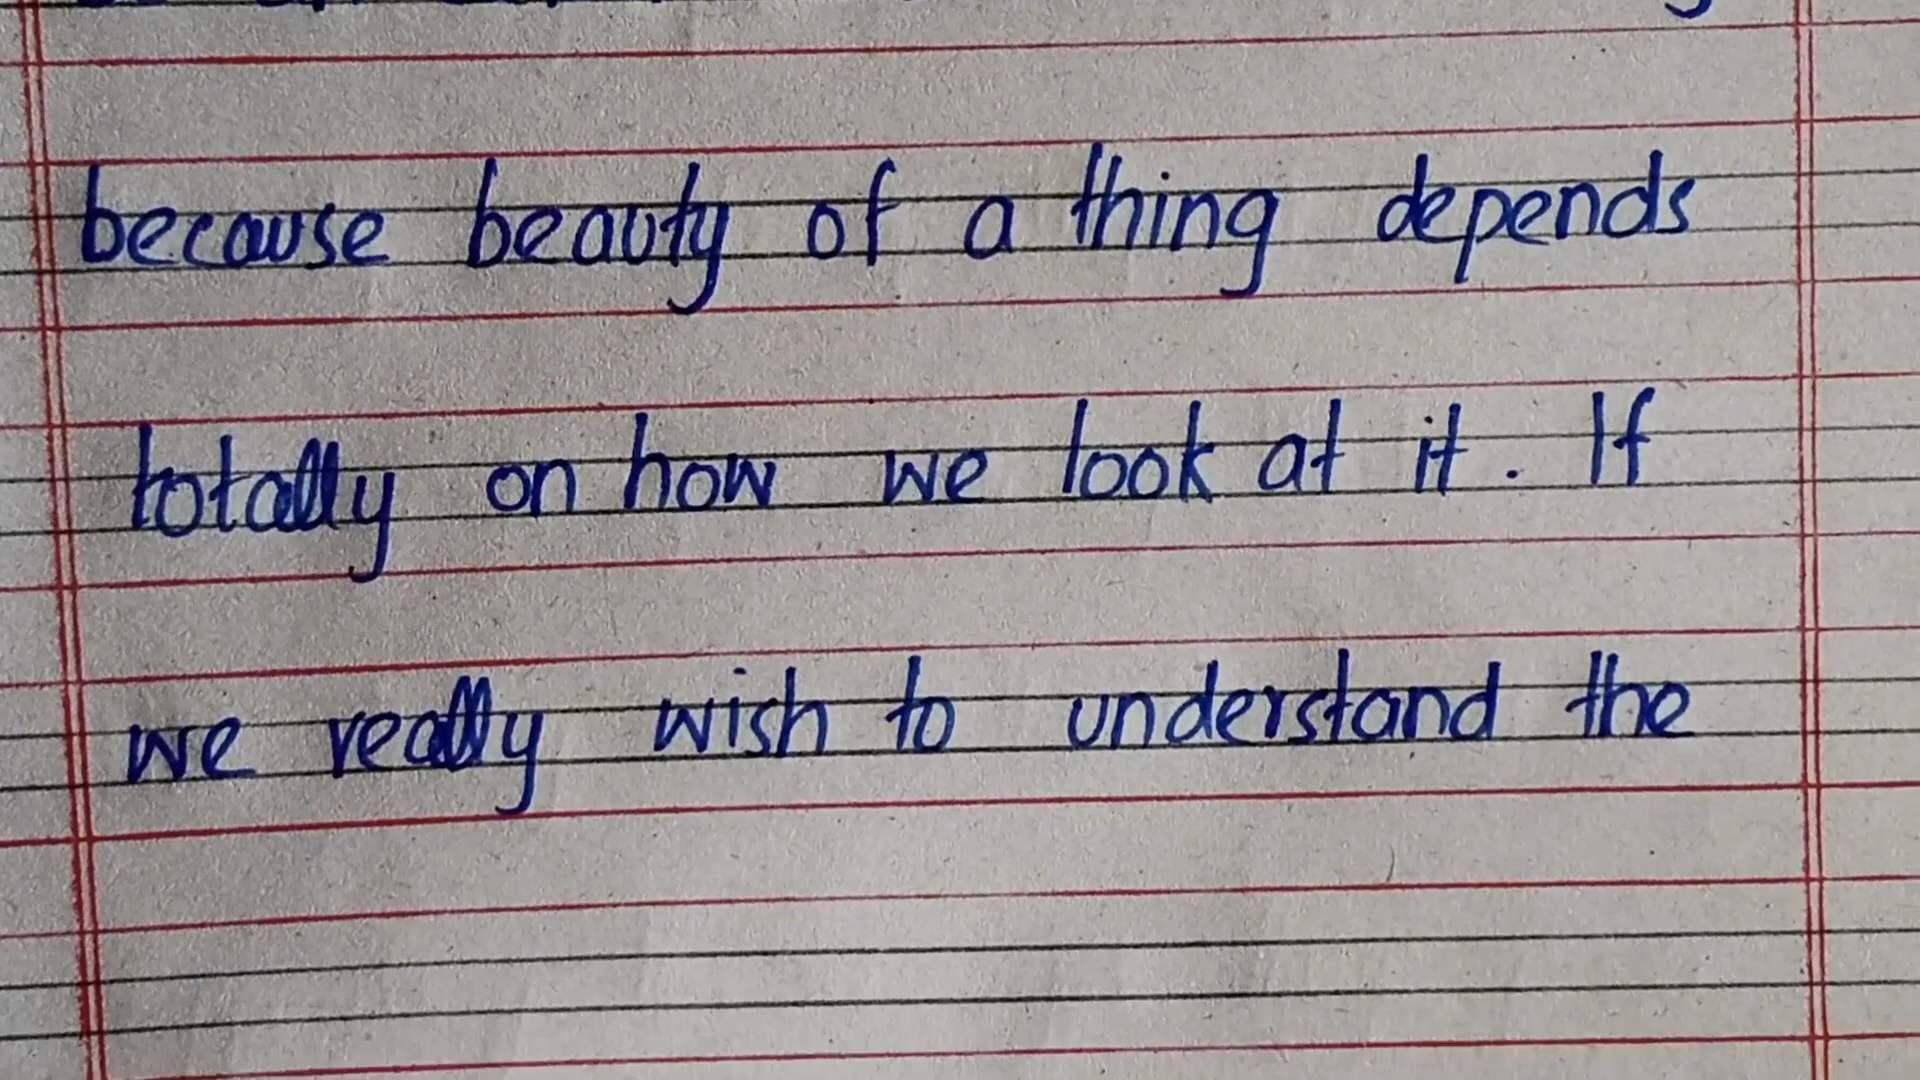 because beauty of a thing depends
totally on how we look at it. If
we really wish to understand the